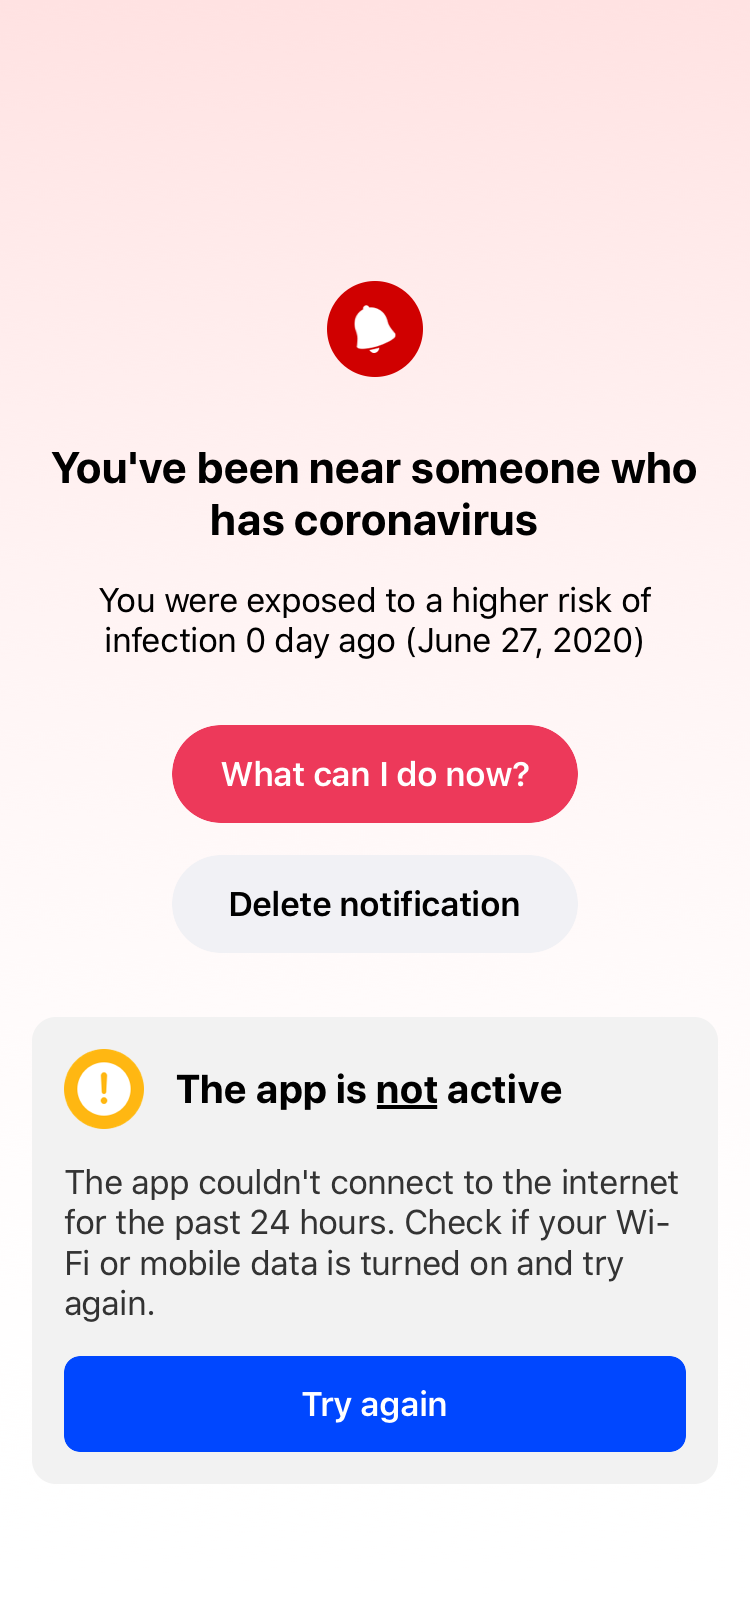 You've been near someone who
has coronavirus
You were exposed to a higher risk of
infection 0 day ago (June 27, 2020)
What can I do now?
Delete notification
The app is not active
The app couldn't connect to the internet
for the past 24 hours. Check if your Wi-
Fi or mobile data is turned on and try
again.
Try again